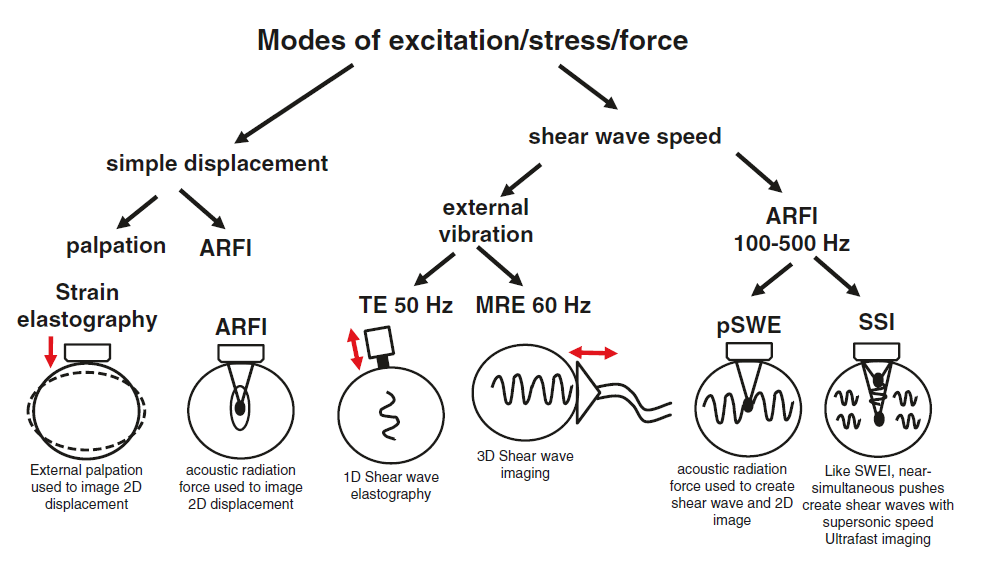 Modes of excitation/stress/force
simple displacement
shear wave speed
palpation
ARFI
external
vibration
ARFI
100-500 Hz
Strain
elastography
ARFI
TE 50 Hz
MRE 60 Hz
pSWE
SSI
External palpation
used to image 2D
displacement
acoustic radiation
force used to image
2D displacement
1D Shear wave
elastography
3D Shear wave
imaging
acoustic radiation
force used to create
shear wave and 2D
image
Like SWEI, near-
simultaneous pushes
create shear waves with
supersonic speed
Ultrafast imaging